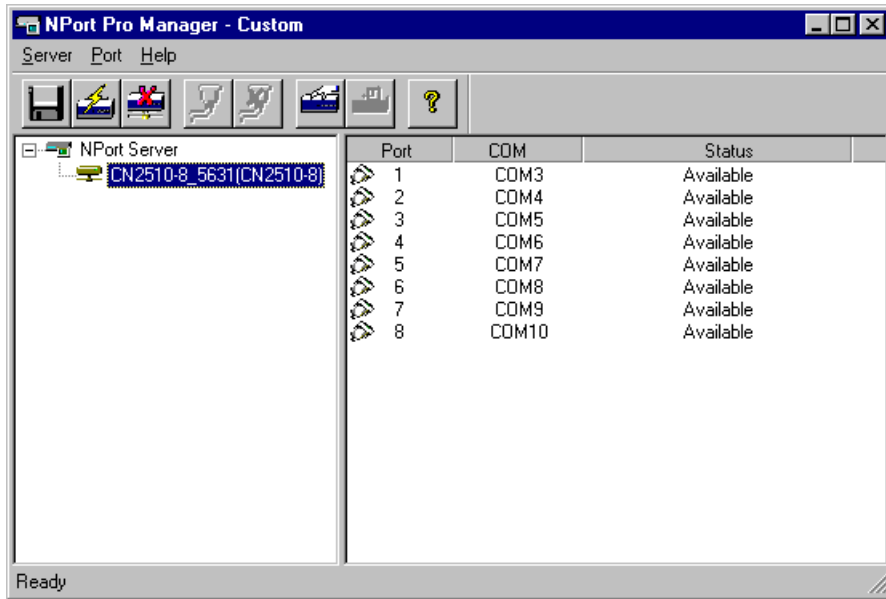 NPort Pro Manager - Custom
Server Port Help
NPort Server
CN2510-8_5631(CN2510-8)
Port COM Status
1 COM3 Available
2 COM4 Available
3 COM5 Available
4 COM6 Available
5 COM7 Available
6 COM8 Available
7 COM9 Available
8 COM10 Available
Ready